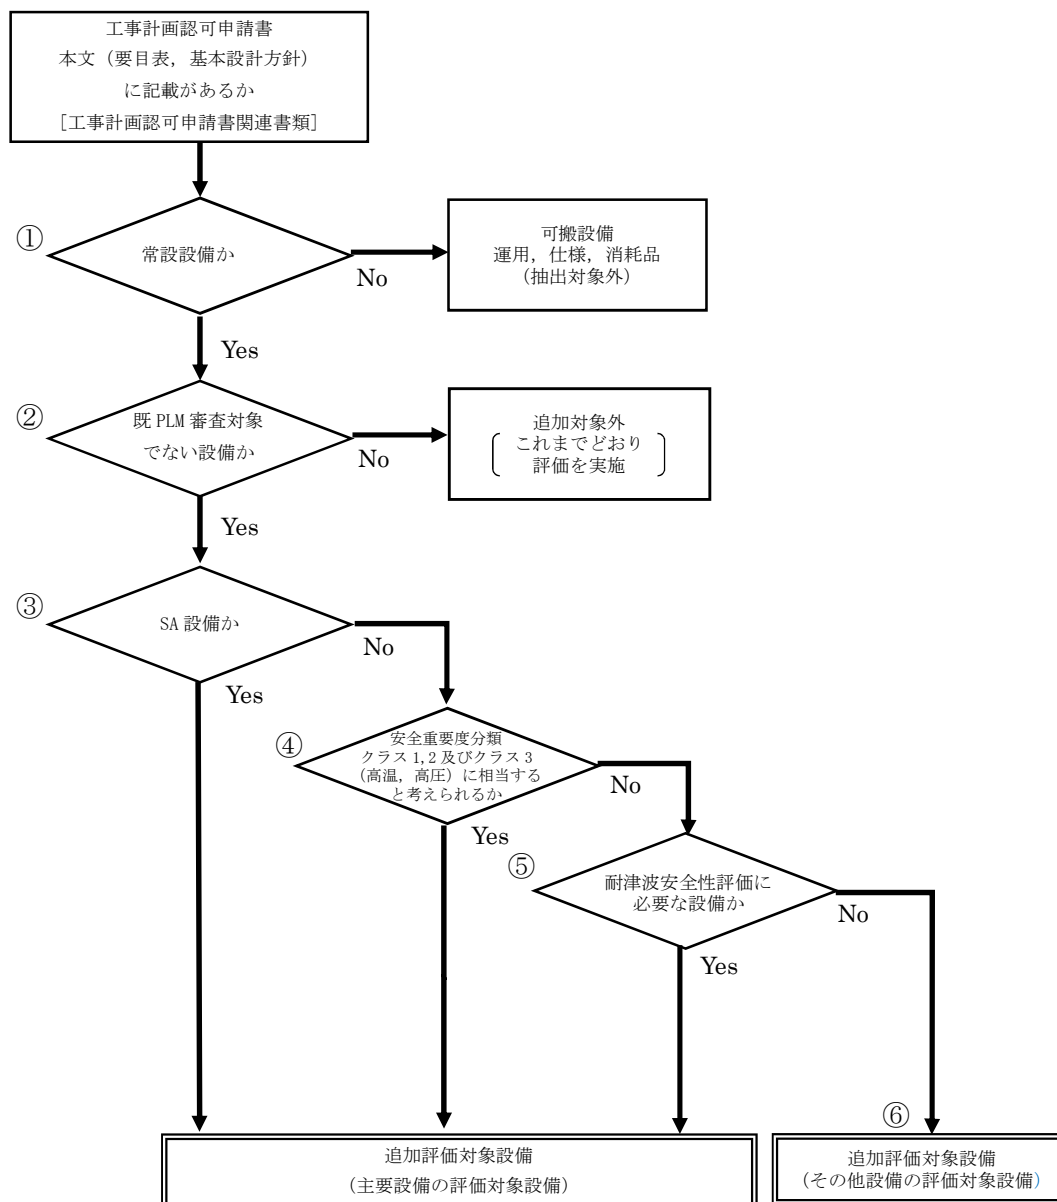 工事計画認可申請書
本文（要目表，基本設計方針）
に記載があるか
［工事計画認可申請書関連書類］
①
常設設備か
No
可搬設備
運用，仕様，消耗品
（抽出対象外）
Yes
②
既 PLM 審査対象
でない設備か
No
追加対象外
これまでどおり
評価を実施
Yes
③
SA 設備か
No
Yes
④
安全重要度分類
クラス 1,2 及びクラス 3
（高温，高圧）に相当する
と考えられるか
No
Yes
⑤
耐津波安全性評価に
必要な設備か
No
Yes
⑥
追加評価対象設備
（主要設備の評価対象設備）
追加評価対象設備
（その他設備の評価対象設備）